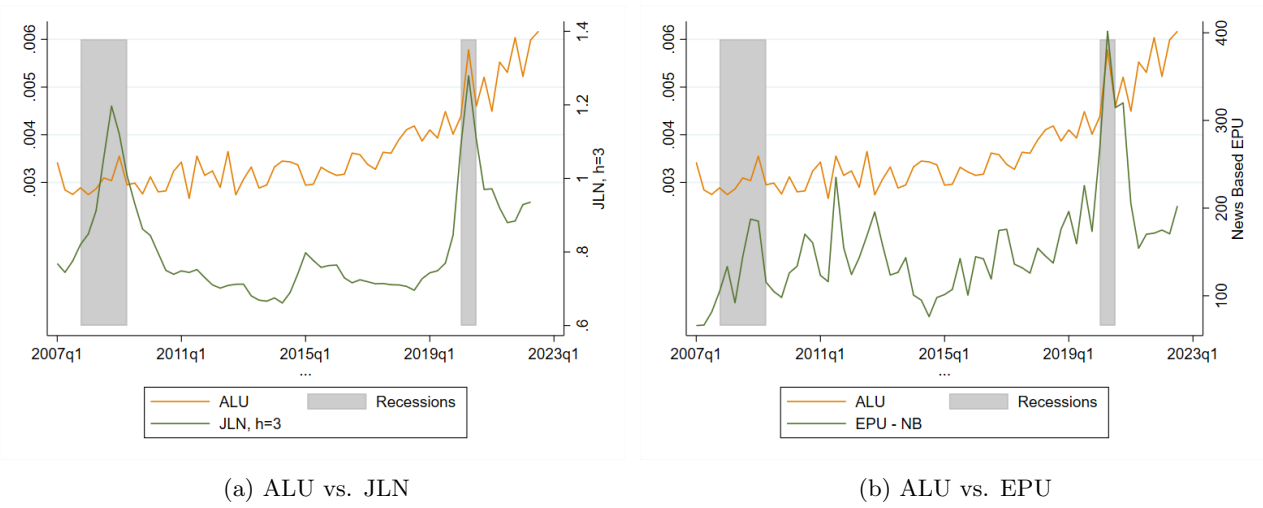 .006
.005
.004
.003
1.4
1.2
1
.8
.6
JLN, h=3
2007q1 2011q1 2015q1 2019q1 2023q1
...
ALU Recessions
JLN, h=3
(a) ALU vs. JLN
.006
.005
.004
.003
400
300
200
100
News Based EPU
2007q1 2011q1 2015q1 2019q1 2023q1
...
ALU Recessions
EPU - NB
(b) ALU vs. EPU